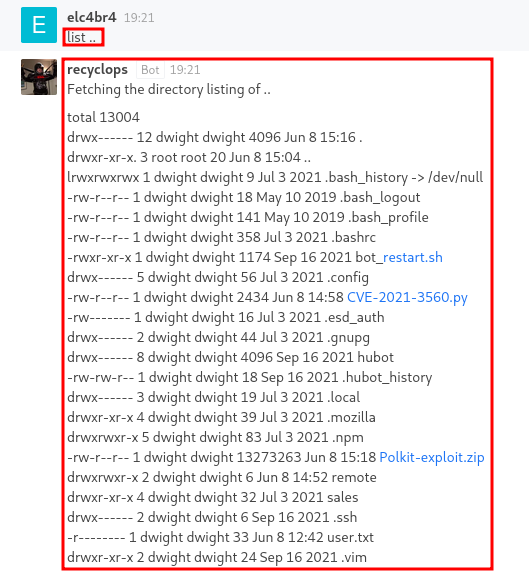 E
elc4br4 19:21
list ..
recyclops Bot 19:21
Fetching the directory listing of ..
total 13004
drwx------ 12 dwight dwight 4096 Jun 8 15:16 .
drwxr-xr-x. 3 root root 20 Jun 8 15:04 ..
lrwxrwxrwx 1 dwight dwight 9 Jul 3 2021 .bash_history -> /dev/null
-rw-r--r-- 1 dwight dwight 18 May 10 2019 .bash_logout
-rw-r--r-- 1 dwight dwight 141 May 10 2019 .bash_profile
-rw-r--r-- 1 dwight dwight 358 Jul 3 2021 .bashrc
-rwxr-xr-x 1 dwight dwight 1174 Sep 16 2021 bot_restart.sh
drwx------ 5 dwight dwight 56 Jul 3 2021 .config
-rw-r--r-- 1 dwight dwight 2434 Jun 8 14:58 CVE-2021-3560.py
-rw------- 1 dwight dwight 16 Jul 3 2021 .esd_auth
drwx------ 2 dwight dwight 44 Jul 3 2021 .gnupg
drwx------ 8 dwight dwight 4096 Sep 16 2021 hubot
-rw-rw-r-- 1 dwight dwight 18 Sep 16 2021 .hubot_history
drwx------ 3 dwight dwight 19 Jul 3 2021 .local
drwxr-xr-x 4 dwight dwight 39 Jul 3 2021 .mozilla
drwxrwxr-x 5 dwight dwight 83 Jul 3 2021 .npm
-rw-r--r-- 1 dwight dwight 13273263 Jun 8 15:18 Polkit-exploit.zip
drwxrwxr-x 2 dwight dwight 6 Jun 8 14:52 remote
drwxr-xr-x 4 dwight dwight 32 Jul 3 2021 sales
drwx------ 2 dwight dwight 6 Sep 16 2021 .ssh
-r-------- 1 dwight dwight 33 Jun 8 12:42 user.txt
drwxr-xr-x 2 dwight dwight 24 Sep 16 2021 .vim